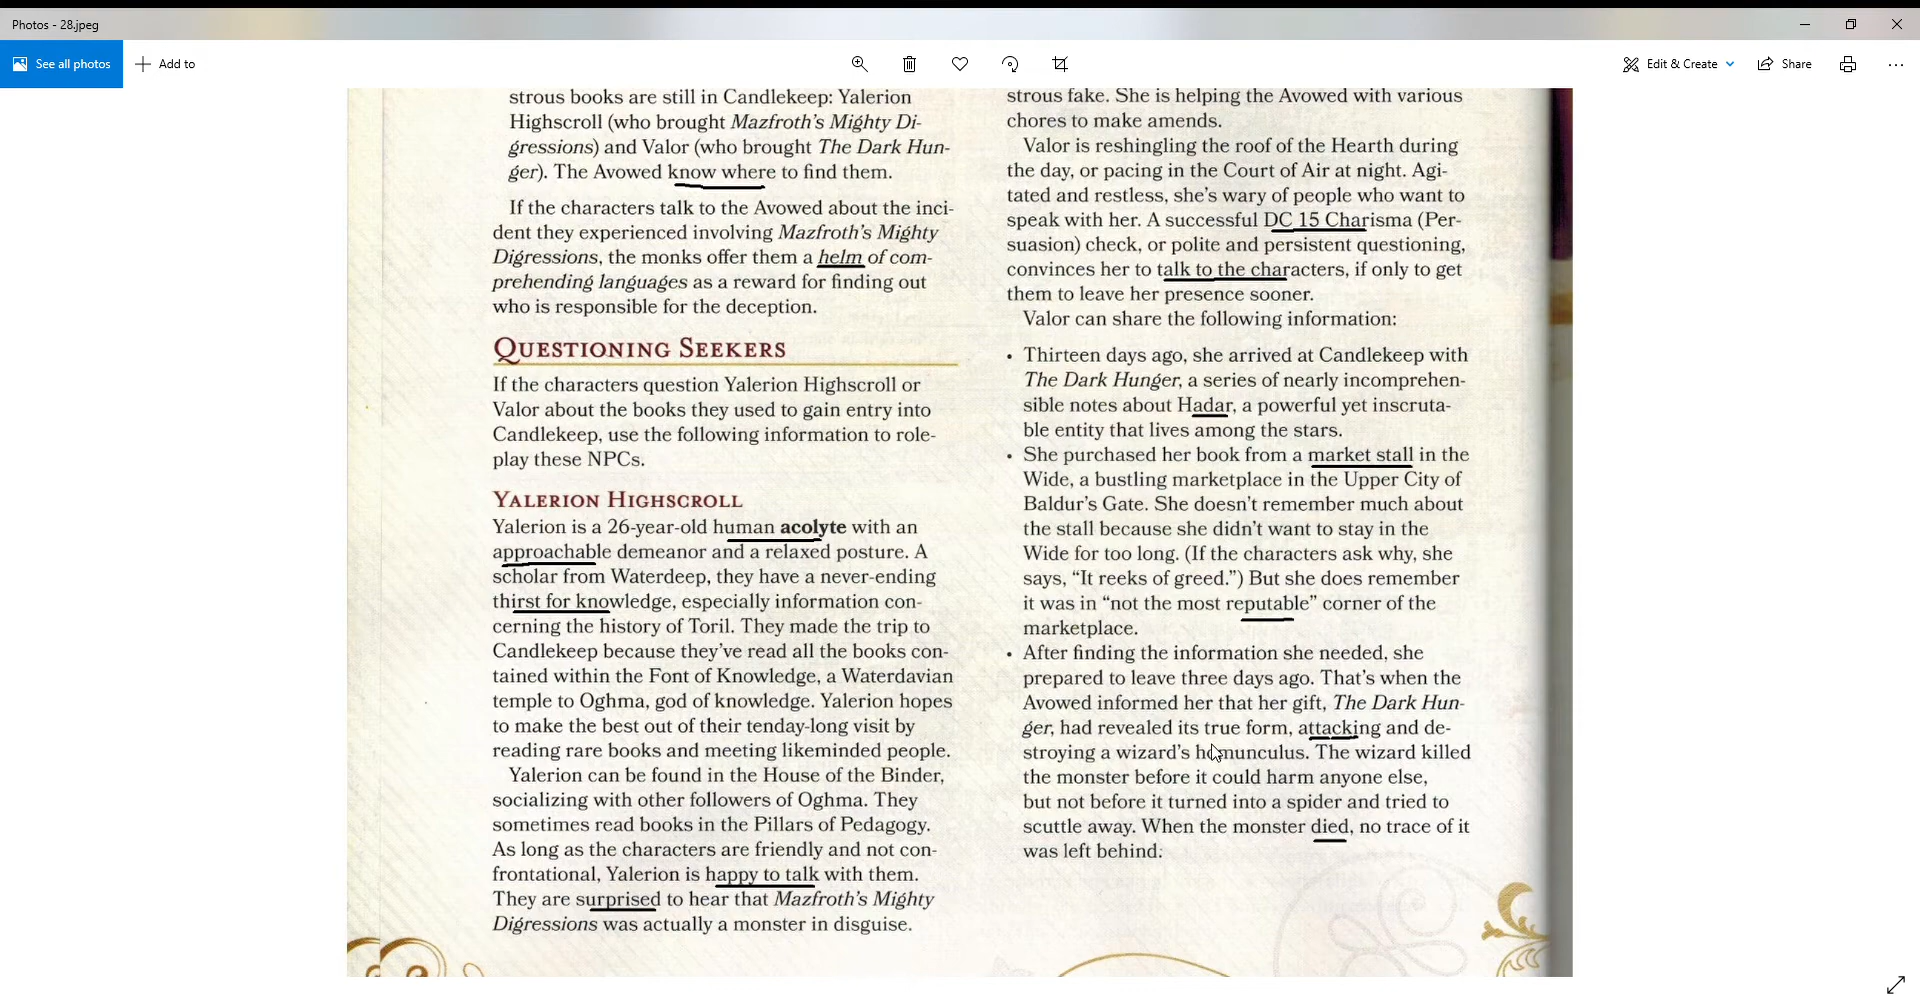 Photos - 28.jpeg
See all photos
Add to
Edit & Create
Share
strous books are still in Candlekeep: Yalerion
Highscroll (who brought Mazfroth's Mighty Di-
gressions) and Valor (who brought The Dark Hun-
ger). The Avowed know where to find them.
If the characters talk to the Avowed about the inci-
dent they experienced involving Mazfroth's Mighty
Digressions, the monks offer them a helm of com-
prehending languages as a reward for finding out
who is responsible for the deception.
Questioning Seekers
If the characters question Yalerion Highscroll or
Valor about the books they used to gain entry into
Candlekeep, use the following information to role-
play these NPCs.
Yalerion Highscroll
Yalerion is a 26-year-old human acolyte with an
approachable demeanor and a relaxed posture. A
scholar from Waterdeep, they have a never-ending
thirst for knowledge, especially information con-
cerning the history of Toril. They made the trip to
Candlekeep because they've read all the books con-
tained within the Font of Knowledge, a Waterdavian
temple to Oghma, god of knowledge. Yalerion hopes
to make the best out of their tenday-long visit by
reading rare books and meeting likeminded people.
Yalerion can be found in the House of the Binder,
socializing with other followers of Oghma. They
sometimes read books in the Pillars of Pedagogy.
As long as the characters are friendly and not con-
frontational, Yalerion is happy to talk with them.
They are surprised to hear that Mazfroth's Mighty
Digressions was actually a monster in disguise.
strous fake. She is helping the Avowed with various
chores to make amends.
Valor is reshingling the roof of the Hearth during
the day, or pacing in the Court of Air at night. Agi-
tated and restless, she's wary of people who want to
speak with her. A successful DC 15 Charisma (Per-
suasion) check, or polite and persistent questioning,
convinces her to talk to the characters, if only to get
them to leave her presence sooner.
Valor can share the following information:
• Thirteen days ago, she arrived at Candlekeep with
The Dark Hunger, a series of nearly incomprehen-
sible notes about Hadar, a powerful yet inscruta-
ble entity that lives among the stars.
• She purchased her book from a market stall in the
Wide, a bustling marketplace in the Upper City of
Baldur's Gate. She doesn't remember much about
the stall because she didn't want to stay in the
Wide for too long. (If the characters ask why, she
says, "It reeks of greed.") But she does remember
it was in "not the most reputable" corner of the
marketplace.
• After finding the information she needed, she
prepared to leave three days ago. That's when the
Avowed informed her that her gift, The Dark Hun-
ger, had revealed its true form, attacking and de-
stroying a wizard's homunculus. The wizard killed
the monster before it could harm anyone else,
but not before it turned into a spider and tried to
scuttle away. When the monster died, no trace of it
was left behind.